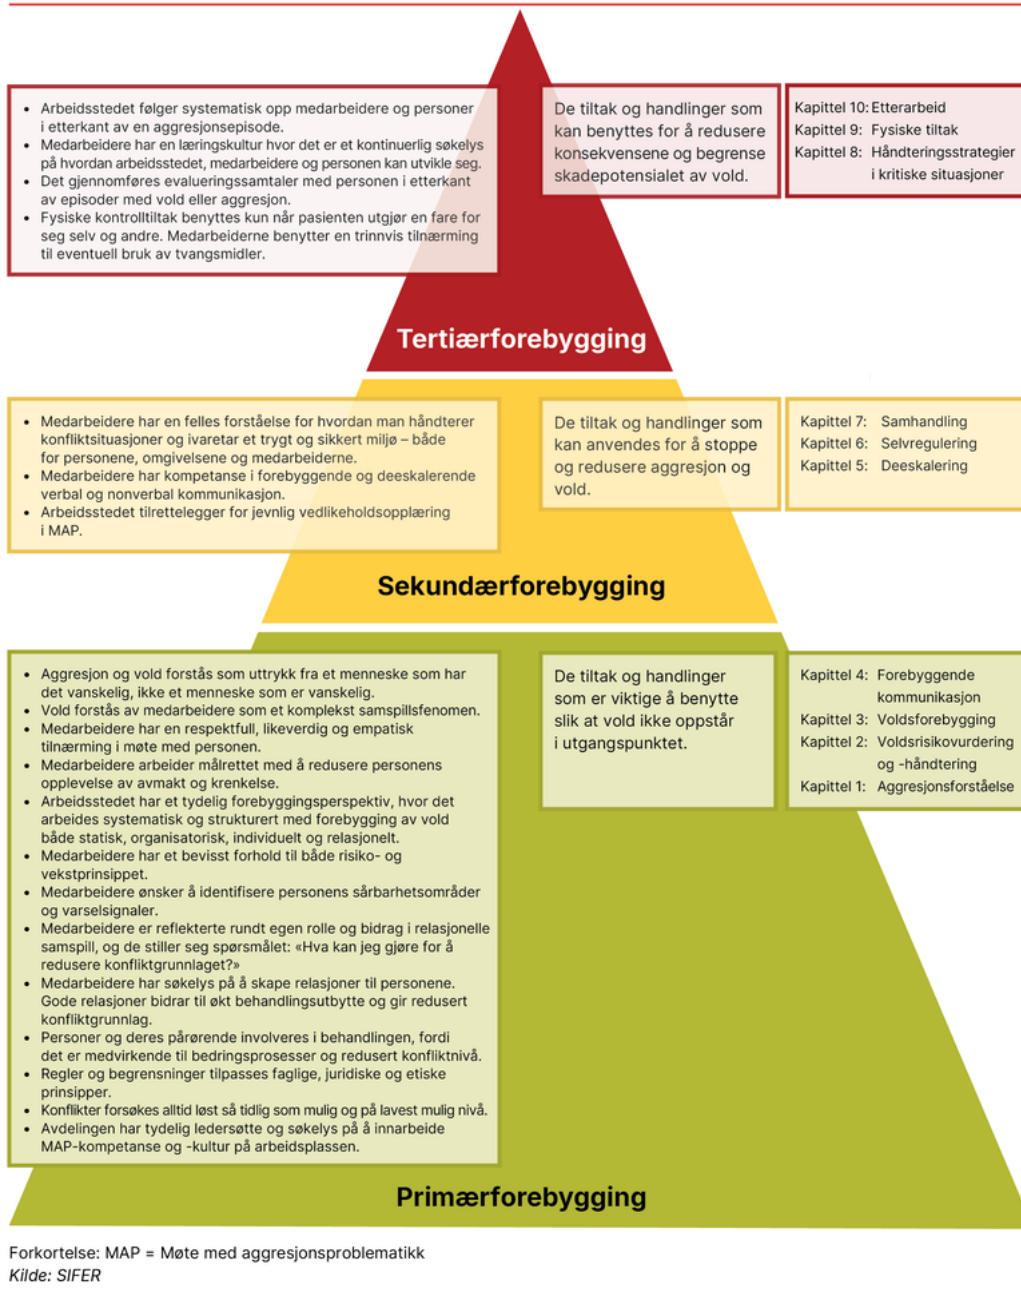 • Arbeidsstedet følger systematisk opp medarbeidere og personer
i etterkant av en aggresjonsepisode.
• Medarbeidere har en læringskultur hvor det er et kontinuerlig søkelys
på hvordan arbeidsstedet, medarbeidere og personen kan utvikle seg.
• Det gjennomføres evalueringssamtaler med personen i etterkant
av episoder med vold eller aggresjon.
• Fysiske kontrolltiltak benyttes kun når pasienten utgjør en fare for
seg selv og andre. Medarbeiderne benytter en trinnvis tilnærming
til eventuell bruk av tvangsmidler.
De tiltak og handlinger som
kan benyttes for å redusere
konsekvensene og begrense
skadepotensialet av vold.
Kapittel 10: Etterarbeid
Kapittel 9: Fysiske tiltak
Kapittel 8: Håndteringsstrategier
i kritiske situasjoner
Tertiærforebygging
• Medarbeidere har en felles forståelse for hvordan man håndterer
konfliktsituasjoner og ivaretar et trygt og sikkert miljø – både
for personene, omgivelsene og medarbeiderne.
• Medarbeidere har kompetanse i forebyggende og deeskalerende
verbal og nonverbal kommunikasjon.
• Arbeidsstedet tilrettelegger for jevnlig vedlikeholdsopplæring
i MAP.
De tiltak og handlinger som
kan anvendes for å stoppe
og redusere aggresjon og
vold.
Kapittel 7: Samhandling
Kapittel 6: Selvregulering
Kapittel 5: Deeskalering
Sekundærforebygging
• Aggresjon og vold forstås som uttrykk fra et menneske som har
det vanskelig, ikke et menneske som er vanskelig.
• Vold forstås av medarbeidere som et komplekst samspillsfenomen.
• Medarbeidere har en respektfull, likeverdig og empatisk
tilnærming i møte med personen.
• Medarbeidere arbeider målrettet med å redusere personens
opplevelse av avmakt og krenkelse.
• Arbeidsstedet har et tydelig forebyggingsperspektiv, hvor det
arbeides systematisk og strukturert med forebygging av vold
både statisk, organisatorisk, individuelt og relasjonelt.
• Medarbeidere har et bevisst forhold til både risiko- og
vekstprinsippet.
• Medarbeidere ønsker å identifisere personens sårbarhetsområder
og varselsignaler.
• Medarbeidere er reflekterte rundt egen rolle og bidrag i relasjonelle
samspill, og de stiller seg spørsmålet: «Hva kan jeg gjøre for å
redusere konfliktgrunnlaget?»
• Medarbeidere har søkelys på å skape relasjoner til personene.
Gode relasjoner bidrar til økt behandlingsutbytte og gir redusert
konfliktgrunnlag.
• Personer og deres pårørende involveres i behandlingen, fordi
det er medvirkende til bedringsprosesser og redusert konfliktnivå.
• Regler og begrensninger tilpasses faglige, juridiske og etiske
prinsipper.
• Konflikter forsøkes alltid løst så tidlig som mulig og på lavest mulig nivå.
• Avdelingen har tydelig ledersøtte og søkelys på å innarbeide
MAP-kompetanse og -kultur på arbeidsplassen.
De tiltak og handlinger
som er viktige å benytte
slik at vold ikke oppstår
i utgangspunktet.
Kapittel 4: Forebyggende
kommunikasjon
Kapittel 3: Voldsforebygging
Kapittel 2: Voldsrisikovurdering
og -håndtering
Kapittel 1: Aggresjonsforståelse
Primærforebygging
Forkortelse: MAP = Møte med aggresjonsproblematikk
Kilde: SIFER